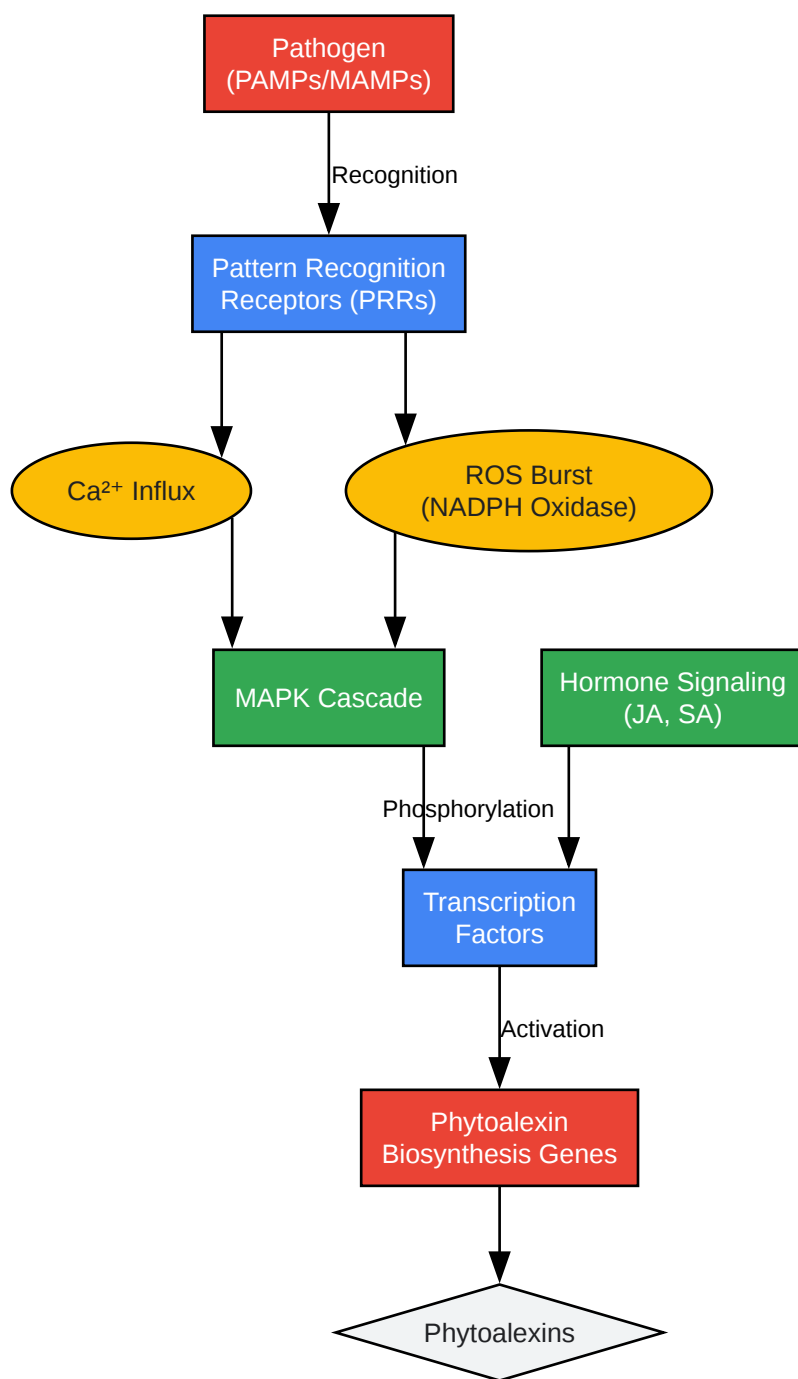 Pathogen
(PAMPs/MAMPs)
Recognition
Pattern Recognition
Receptors (PRRs)
Ca²⁺ Influx
ROS Burst
(NADPH Oxidase)
MAPK Cascade
Hormone Signaling
(JA, SA)
Phosphorylation
Transcription
Factors
Activation
Phytoalexin
Biosynthesis Genes
Phytoalexins